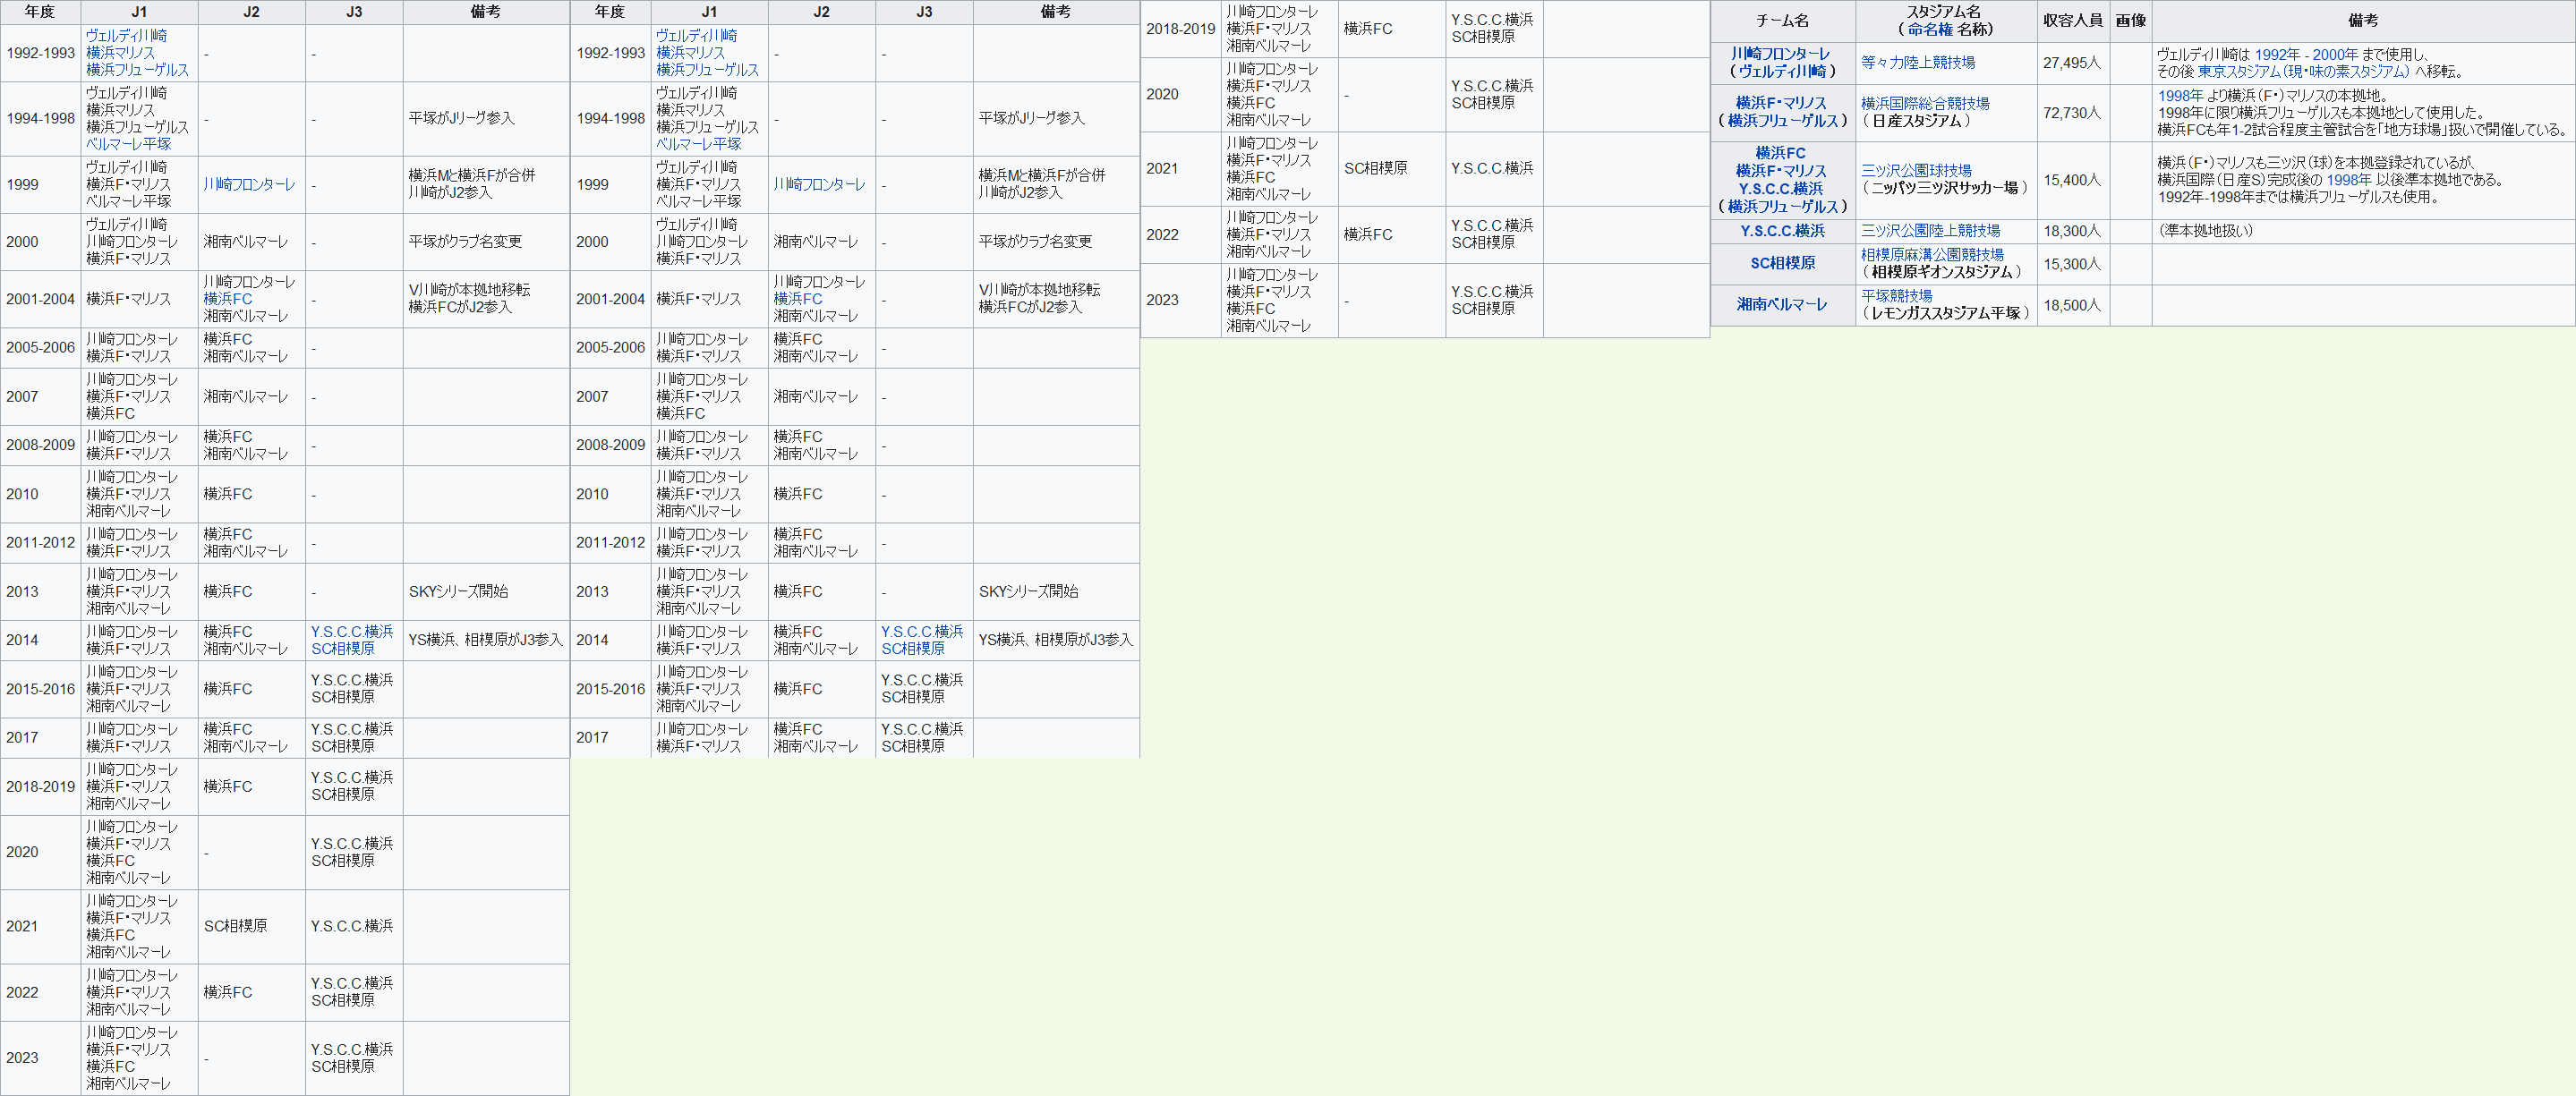 年度 J1 J2 J3 備考
1992-1993 ヴェルディ川崎 - -
横浜マリノス
横浜フリューゲルス
1994-1998 ヴェルディ川崎 - - 平塚がJリーグ参入
横浜マリノス
横浜フリューゲルス
ベルマーレ平塚
1999 ヴェルディ川崎 川崎フロンターレ - 横浜Mと横浜Fが合併
横浜F・マリノス 川崎がJ2参入
ベルマーレ平塚
2000 ヴェルディ川崎 湘南ベルマーレ - 平塚がクラブ名変更
川崎フロンターレ
横浜F・マリノス
2001-2004 横浜F・マリノス 川崎フロンターレ - V川崎が本拠地移転
横浜FC 横浜FCがJ2参入
湘南ベルマーレ
2005-2006 川崎フロンターレ 横浜FC -
横浜F・マリノス 湘南ベルマーレ
2007 川崎フロンターレ 湘南ベルマーレ -
横浜F・マリノス
横浜FC
2008-2009 川崎フロンターレ 横浜FC -
横浜F・マリノス 湘南ベルマーレ
2010 川崎フロンターレ 横浜FC -
横浜F・マリノス
湘南ベルマーレ
2011-2012 川崎フロンターレ 横浜FC -
横浜F・マリノス 湘南ベルマーレ
2013 川崎フロンターレ 横浜FC - SKYシリーズ開始
横浜F・マリノス
湘南ベルマーレ
2014 川崎フロンターレ 横浜FC Y.S.C.C.横浜 YS横浜、相模原がJ3参入
横浜F・マリノス 湘南ベルマーレ SC相模原
2015-2016 川崎フロンターレ 横浜FC Y.S.C.C.横浜
横浜F・マリノス SC相模原
湘南ベルマーレ
2017 川崎フロンターレ 横浜FC Y.S.C.C.横浜
横浜F・マリノス 湘南ベルマーレ SC相模原
2018-2019 川崎フロンターレ 横浜FC Y.S.C.C.横浜
横浜F・マリノス SC相模原
湘南ベルマーレ
2020 川崎フロンターレ - Y.S.C.C.横浜
横浜F・マリノス SC相模原
横浜FC
湘南ベルマーレ
2021 川崎フロンターレ SC相模原 Y.S.C.C.横浜
横浜F・マリノス
横浜FC
湘南ベルマーレ
2022 川崎フロンターレ 横浜FC Y.S.C.C.横浜
横浜F・マリノス SC相模原
湘南ベルマーレ
2023 川崎フロンターレ - Y.S.C.C.横浜
横浜F・マリノス SC相模原
横浜FC
湘南ベルマーレ
年度 J1 J2 J3 備考
1992-1993 ヴェルディ川崎 - -
横浜マリノス
横浜フリューゲルス
1994-1998 ヴェルディ川崎 - - 平塚がJリーグ参入
横浜マリノス
横浜フリューゲルス
ベルマーレ平塚
1999 ヴェルディ川崎 川崎フロンターレ - 横浜Mと横浜Fが合併
横浜F・マリノス 川崎がJ2参入
ベルマーレ平塚
2000 ヴェルディ川崎 湘南ベルマーレ - 平塚がクラブ名変更
川崎フロンターレ
横浜F・マリノス
2001-2004 横浜F・マリノス 川崎フロンターレ - V川崎が本拠地移転
横浜FC 横浜FCがJ2参入
湘南ベルマーレ
2005-2006 川崎フロンターレ 横浜FC -
横浜F・マリノス 湘南ベルマーレ
2007 川崎フロンターレ 湘南ベルマーレ -
横浜F・マリノス
横浜FC
2008-2009 川崎フロンターレ 横浜FC -
横浜F・マリノス 湘南ベルマーレ
2010 川崎フロンターレ 横浜FC -
横浜F・マリノス
湘南ベルマーレ
2011-2012 川崎フロンターレ 横浜FC -
横浜F・マリノス 湘南ベルマーレ
2013 川崎フロンターレ 横浜FC - SKYシリーズ開始
横浜F・マリノス
湘南ベルマーレ
2014 川崎フロンターレ 横浜FC Y.S.C.C.横浜 YS横浜、相模原がJ3参入
横浜F・マリノス 湘南ベルマーレ SC相模原
2015-2016 川崎フロンターレ 横浜FC Y.S.C.C.横浜
横浜F・マリノス SC相模原
湘南ベルマーレ
2017 川崎フロンターレ 横浜FC Y.S.C.C.横浜
横浜F・マリノス 湘南ベルマーレ SC相模原
2018-2019 川崎フロンターレ 横浜FC Y.S.C.C.横浜
横浜F・マリノス SC相模原
湘南ベルマーレ
2020 川崎フロンターレ - Y.S.C.C.横浜
横浜F・マリノス SC相模原
横浜FC
湘南ベルマーレ
2021 川崎フロンターレ SC相模原 Y.S.C.C.横浜
横浜F・マリノス
横浜FC
湘南ベルマーレ
2022 川崎フロンターレ 横浜FC Y.S.C.C.横浜
横浜F・マリノス SC相模原
湘南ベルマーレ
2023 川崎フロンターレ - Y.S.C.C.横浜
横浜F・マリノス SC相模原
横浜FC
湘南ベルマーレ
チーム名 スタジアム名 収容人員 画像 備考
（命名権 名称）
川崎フロンターレ 等々力陸上競技場 27,495人 ヴェルディ川崎は 1992年 - 2000年 まで使用し、
（ヴェルディ川崎） その後 東京スタジアム（現・味の素スタジアム） へ移転。
横浜F・マリノス 横浜国際総合競技場 72,730人 1998年 より横浜（F・）マリノスの本拠地。
（横浜フリューゲルス） （日産スタジアム） 1998年に限り横浜フリューゲルスも本拠地として使用した。
横浜FCも年1-2試合程度主管試合を「地方球場」扱いで開催している。
横浜FC 三ッ沢公園球技場 15,400人 横浜（F・）マリノスも三ッ沢（球）を本拠登録されているが、
横浜F・マリノス （ニッパツ三ツ沢サッカー場） 横浜国際（日産S）完成後の 1998年 以後準本拠地である。
Y.S.C.C.横浜 1992年-1998年までは横浜フリューゲルスも使用。
（横浜フリューゲルス）
Y.S.C.C.横浜 三ッ沢公園陸上競技場 18,300人 （準本拠地扱い）
SC相模原 相模原麻溝公園競技場 15,300人
（相模原ギオンスタジアム）
湘南ベルマーレ 平塚競技場 18,500人
（レモンガススタジアム平塚）